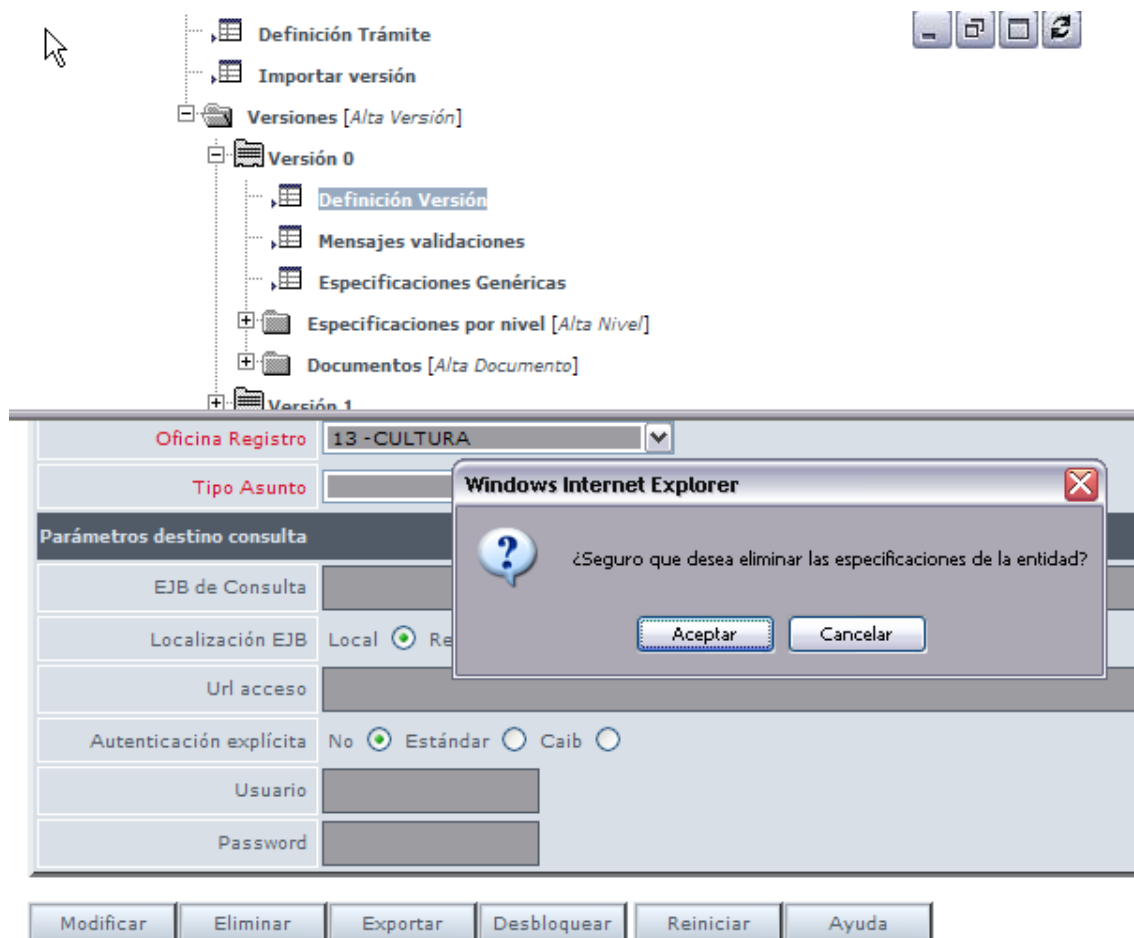 Definición Trámite
Importar versión
Versiones [Alta Versión]
Versión 0
Definición Versión
Mensajes validaciones
Especificaciones Genéricas
Especificaciones por nivel [Alta Nivel]
Documentos [Alta Documento]
Versión 1
Oficina Registro 13 -CULTURA
Tipo Asunto
Windows Internet Explorer
¿Seguro que desea eliminar las especificaciones de la entidad?
Aceptar Cancelar
Parámetros destino consulta
EJB de Consulta
Localización EJB Local Re
Url acceso
Autenticación explícita No Estándar Caib
Usuario
Password
Modificar Eliminar Exportar Desbloquear Reiniciar Ayuda